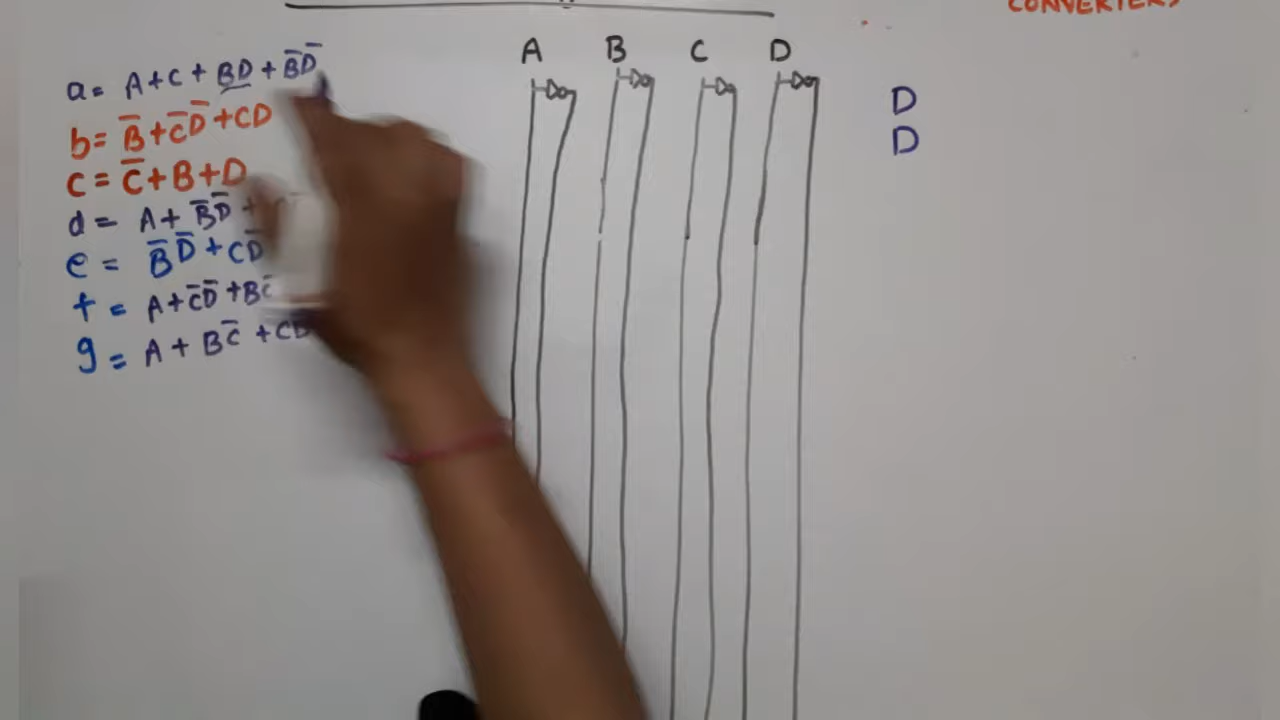 CONVERTERS
a = A + C + BD + B̅D̅
b = B̅ + C̅D̅ + CD
c = C̅ + B + D
d = A + B̅D̅ +
e = B̅D̅ + CD̅
f = A + C̅D̅ + BC̅
g = A + BC̅ + CD
A B C D
D
D